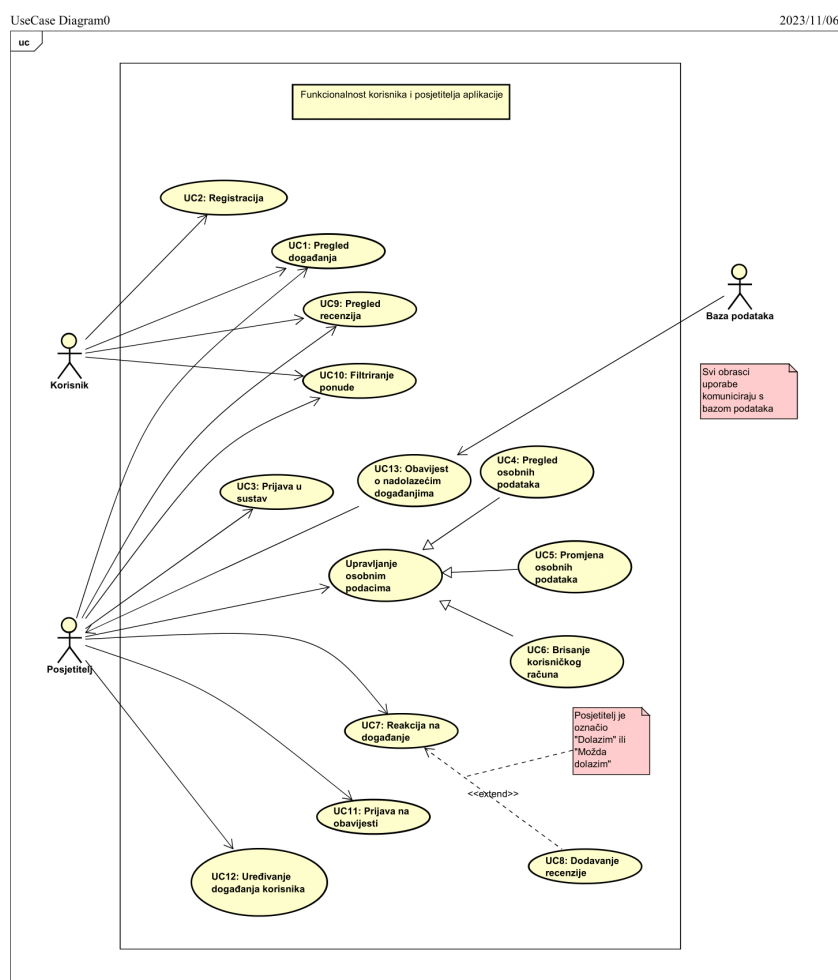 UseCase Diagram0
2023/11/06
uc
Funkcionalnost korisnika i posjetitelja aplikacije
UC2: Registracija
UC1: Pregled
događanja
UC9: Pregled
recenzija
UC10: Filtriranje
ponude
Korisnik
Baza podataka
Svi obrasci
uporabe
komuniciraju s
bazom podataka
UC13: Obavijest
o nadolazećim
događanjima
UC4: Pregled
osobnih
podataka
UC3: Prijava u
sustav
Upravljanje
osobnim
podacima
UC5: Promjena
osobnih
podataka
UC6: Brisanje
korisničkog
računa
Posjetitelj
UC7: Reakcija na
događanje
Posjetitelj je
označio
"Dolazim" ili
"Možda
dolazim"
<<extend>>
UC11: Prijava na
obavijesti
UC8: Dodavanje
recenzije
UC12: Uređivanje
događanja korisnika